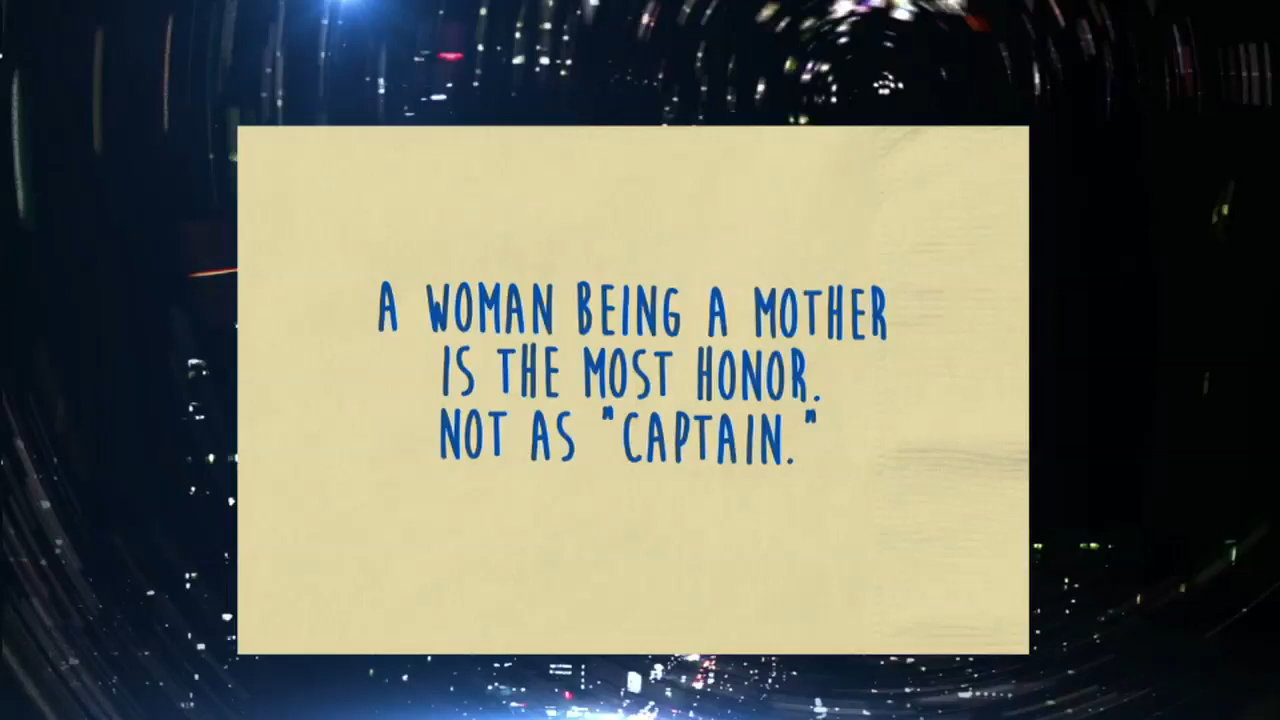 A WOMAN BEING A MOTHER
IS THE MOST HONOR.
NOT AS "CAPTAIN."